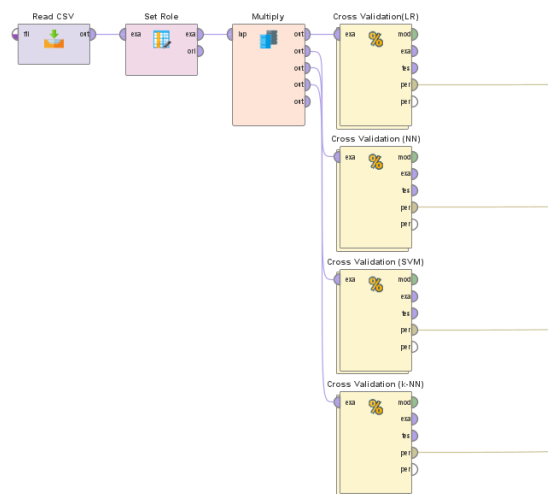 Read CSV
Set Role
Multiply
Cross Validation(LR)
fil
out
exa
exa
ori
inp
out
out
out
out
out
exa
mod
exa
tes
per
per
Cross Validation (NN)
exa
mod
exa
tes
per
per
Cross Validation (SVM)
exa
mod
exa
tes
per
per
Cross Validation (k-NN)
exa
mod
exa
tes
per
per